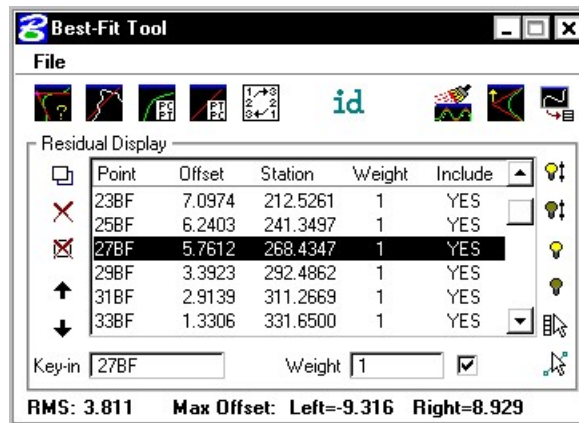 Best-Fit Tool
File
id
Residual Display
Point Offset Station Weight Include
23BF 7.0974 212.5261 1 YES
25BF 6.2403 241.3497 1 YES
27BF 5.7612 268.4347 1 YES
29BF 3.3923 292.4862 1 YES
31BF 2.9139 311.2669 1 YES
33BF 1.3306 331.6500 1 YES
Key-in 27BF Weight 1
RMS: 3.811 Max Offset: Left=-9.316 Right=8.929